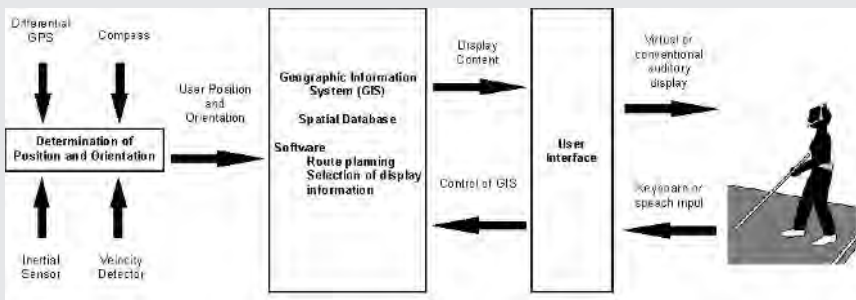 Differential
GPS
Compass
Determination of
Position and Orientation
Inertial
Sensor
Velocity
Detector
User Position
and
Orientation
Geographic Information
System (GIS)
Spatial Database
Software
Route planning
Selection of display
information
Display
Content
Control of GIS
User
Interface
Virtual or
conventional
auditory
display
Keyboard or
speech input